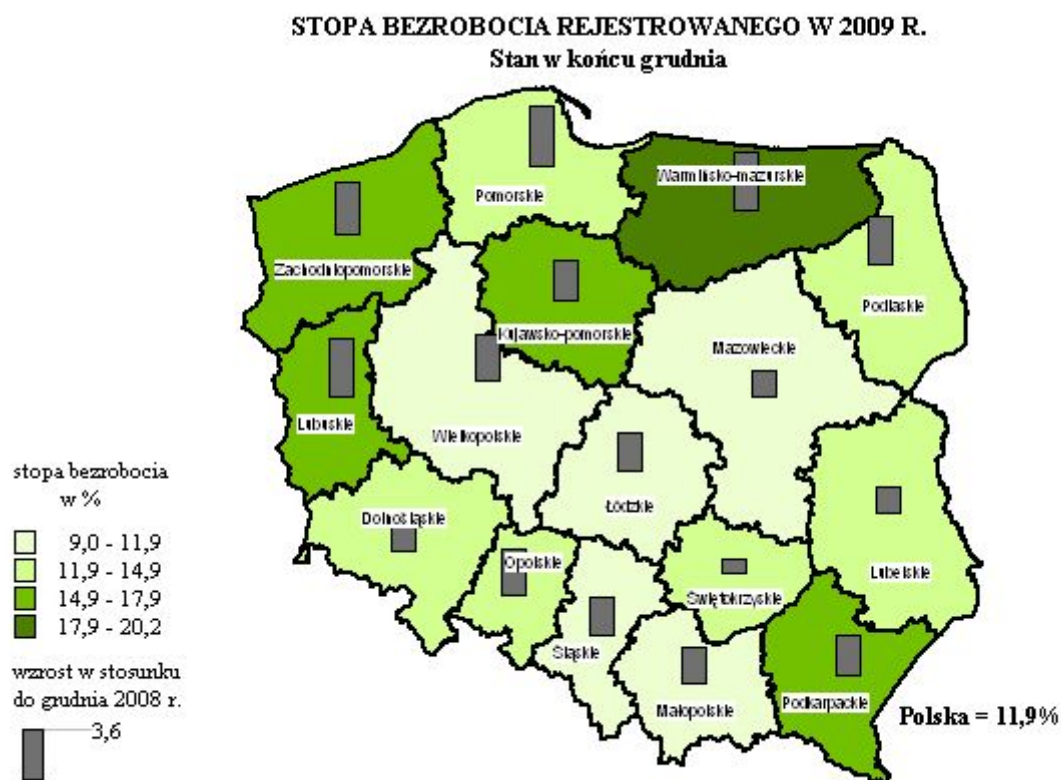 STOPA BEZROBOCIA REJESTROWANEGO W 2009 R.
Stan w końcu grudnia
Warmińsko-mazurskie
Pomorskie
Zachodniopomorskie
Podlaskie
Kujawsko-pomorskie
Mazowieckie
Lubuskie
Wielkopolskie
Łódzkie
Dolnośląskie
Opolskie
Lubelskie
Świętokrzyskie
Śląskie
Małopolskie
Podkarpackie
stopa bezrobocia
w %
9,0 - 11,9
11,9 - 14,9
14,9 - 17,9
17,9 - 20,2
wzrost w stosunku
do grudnia 2008 r.
3,6
Polska = 11,9%